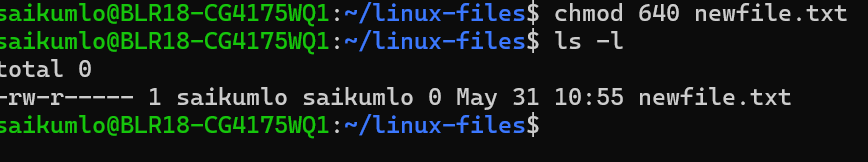 saikumlo@BLR18-CG4175WQ1:~/linux-files$ chmod 640 newfile.txt
saikumlo@BLR18-CG4175WQ1:~/linux-files$ ls -l
total 0
-rw-r----- 1 saikumlo saikumlo 0 May 31 10:55 newfile.txt
saikumlo@BLR18-CG4175WQ1:~/linux-files$